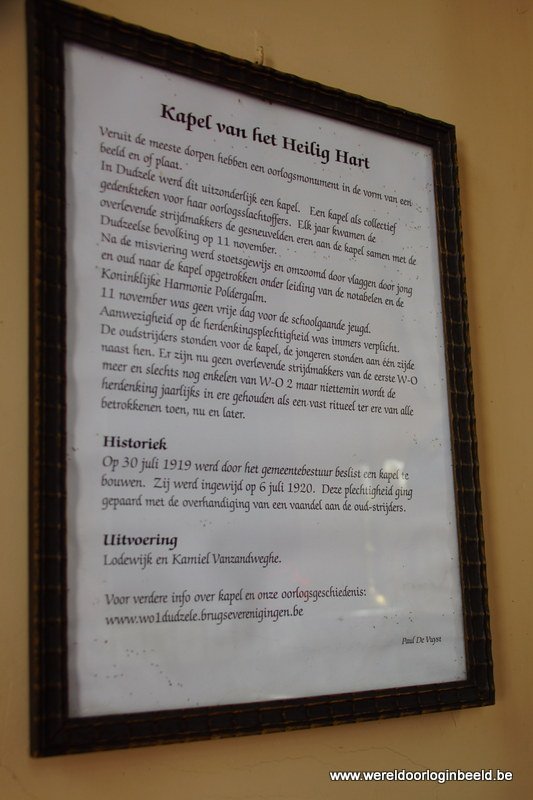 Kapel van het Heilig Hart
Veruit de meeste dorpen hebben een oorlogsmonument in de vorm van een
beeld en of plaat.
In Dudzele werd dit uitzonderlijk een kapel. Een kapel als collectief
gedenkteken voor haar oorlogsslachtoffers. Elk jaar kwamen de
overlevende strijdmakkers de gesneuvelden eren aan de kapel samen met de
Dudzeelse bevolking op 11 november.
Na de misviering werd stoetsgewijs en omzoomd door vlaggen door jong
en oud naar de kapel opgetrokken onder leiding van de notabelen en de
Koninklijke Harmonie Poldergalm.
11 november was geen vrije dag voor de schoolgaande jeugd.
Aanwezigheid op de herdenkingsplechtigheid was immers verplicht.
De oudstrijders stonden voor de kapel, de jongeren stonden aan één zijde
naast hen. Er zijn nu geen overlevende strijdmakkers van de eerste W-O
meer en slechts nog enkelen van W-O 2 maar niettemin wordt de
herdenking jaarlijks in ere gehouden als een vast ritueel ter ere van alle
betrokkenen toen, nu en later.
Historiek
Op 30 juli 1919 werd door het gemeentebestuur beslist een kapel te
bouwen. Zij werd ingewijd op 6 juli 1920. Deze plechtigheid ging
gepaard met de overhandiging van een vaandel aan de oud-strijders.
Uitvoering
Lodewijk en Kamiel Vanzandweghe.
Voor verdere info over kapel en onze oorlogsgeschiedenis:
www.wo1dudzele.brugseverenigingen.be
Paul De Vuyst
www.wereldoorloginbeeld.be